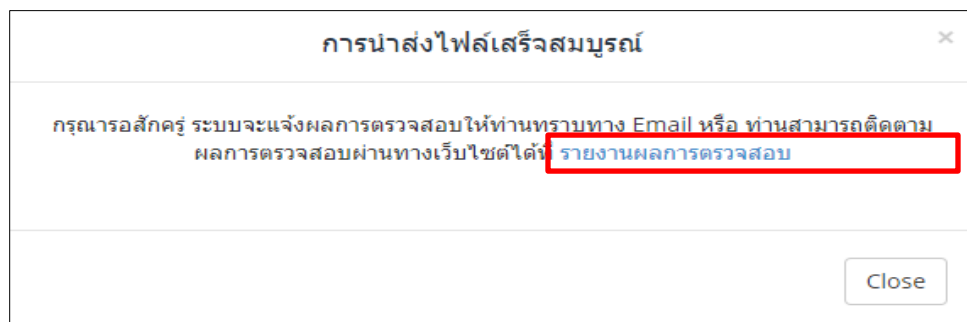 การนำส่งไฟล์เสร็จสมบูรณ์
×
กรุณารอสักครู่ ระบบจะแจ้งผลการตรวจสอบให้ท่านทราบทาง Email หรือ ท่านสามารถติดตาม
ผลการตรวจสอบผ่านทางเว็บไซต์ได้ที่ รายงานผลการตรวจสอบ
Close